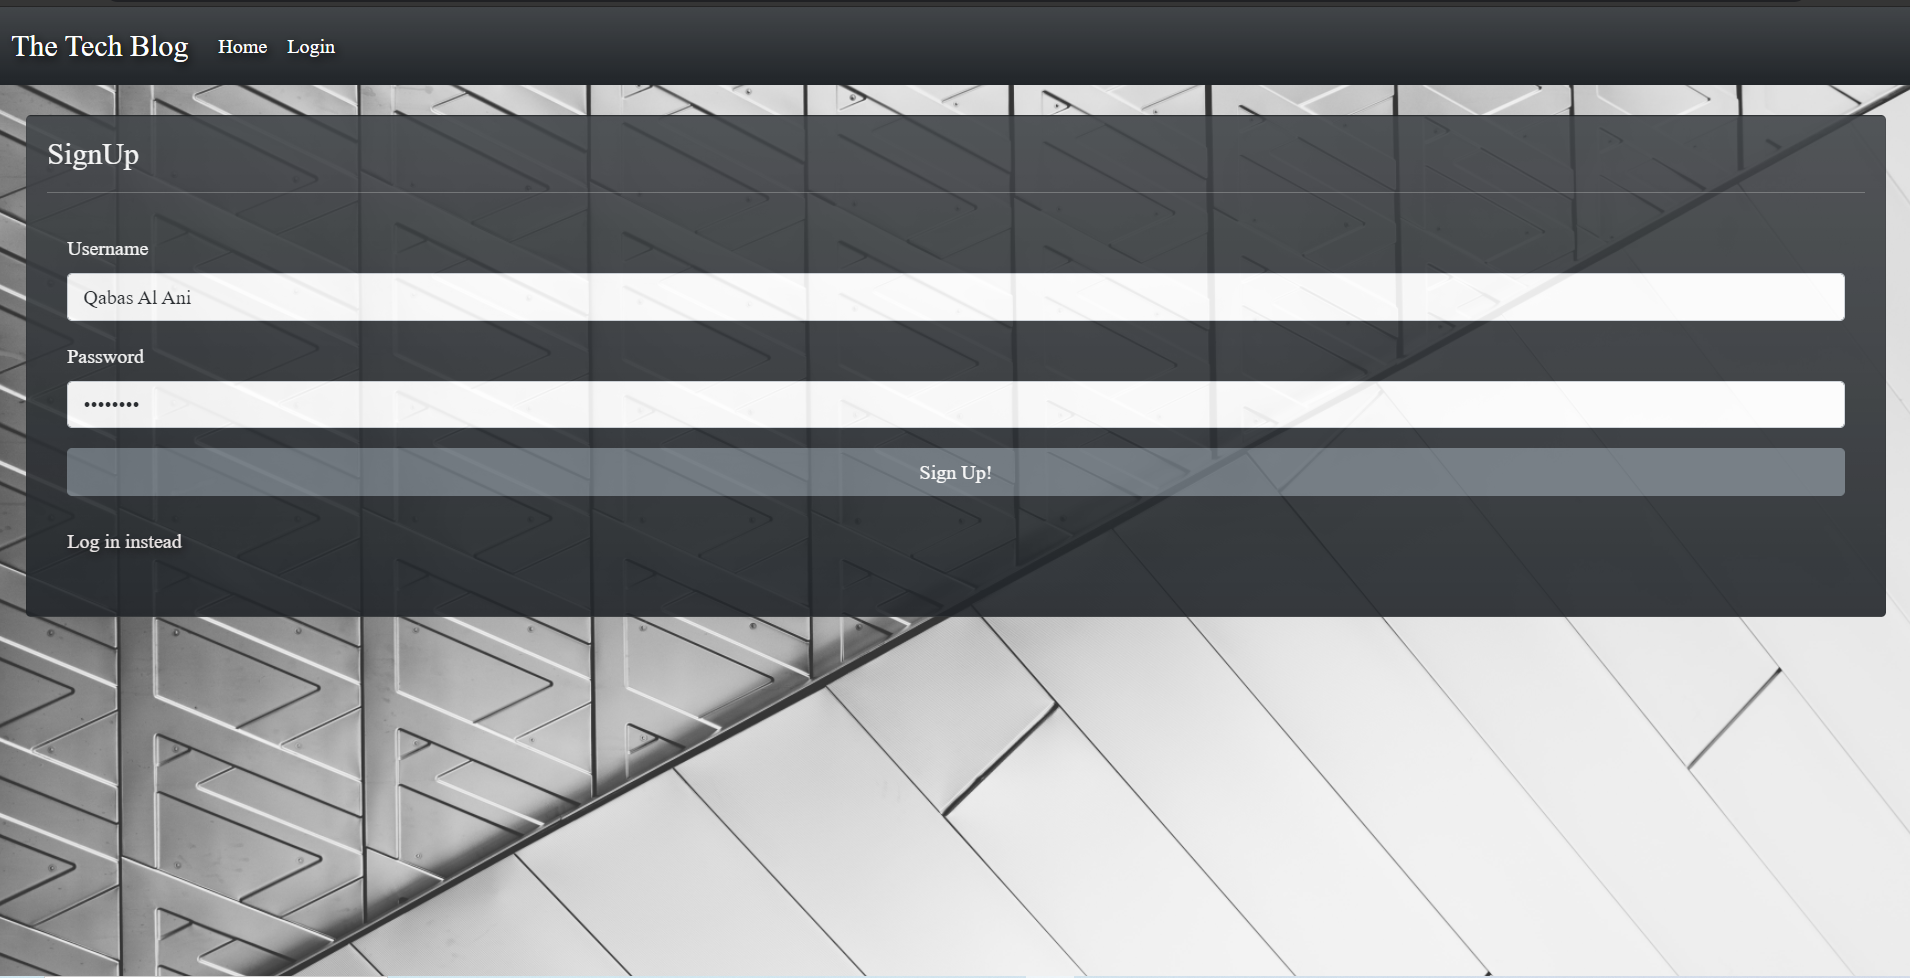 The Tech Blog Home Login
SignUp
Username
Qabas Al Ani
Password
••••••••
Sign Up!
Log in instead